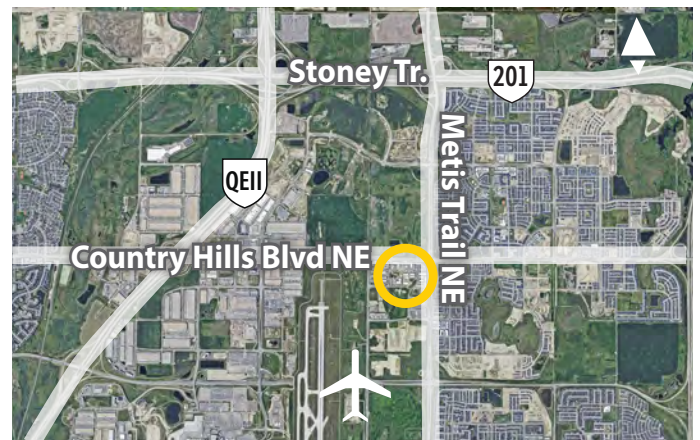 Stoney Tr.
201
Metis Trail NE
QEII
Country Hills Blvd NE